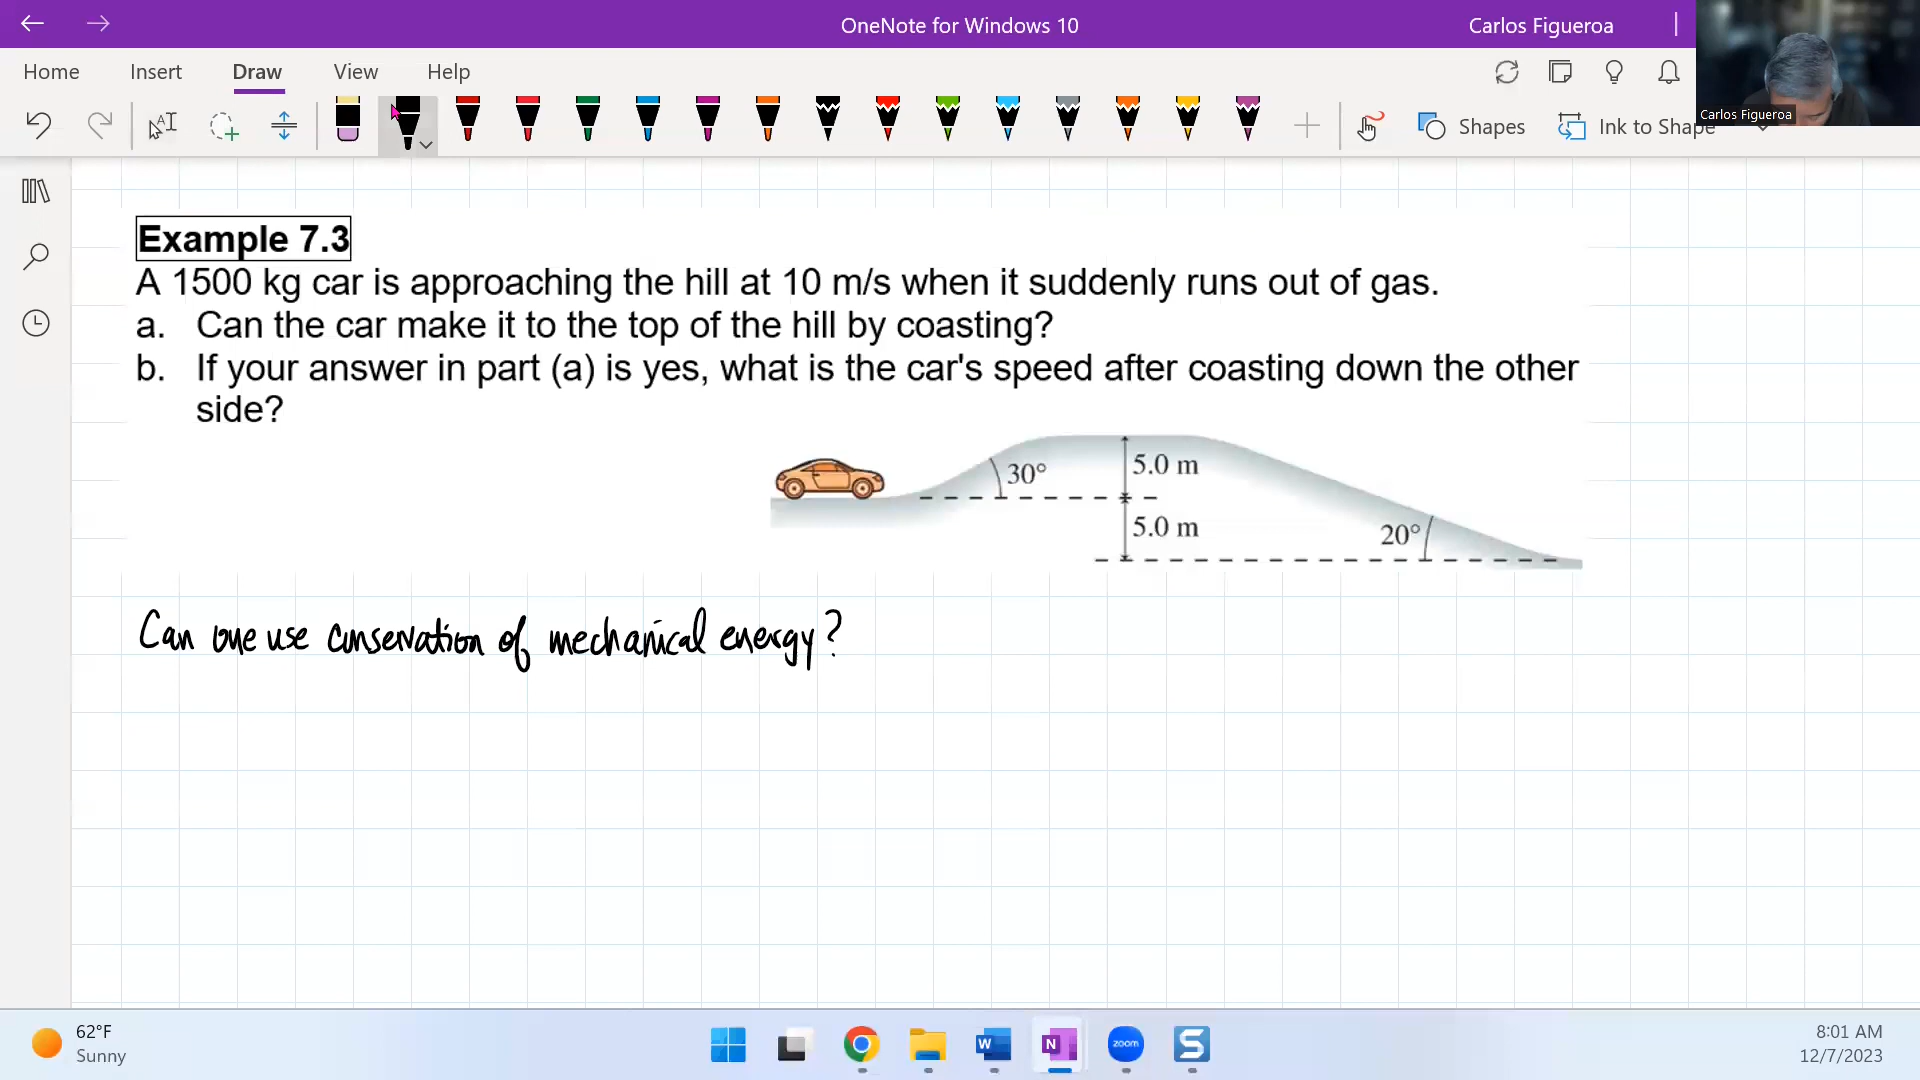 OneNote for Windows 10
Carlos Figueroa
Home Insert Draw View Help
Carlos Figueroa
Shapes
Ink to Shape
Example 7.3
A 1500 kg car is approaching the hill at 10 m/s when it suddenly runs out of gas.
a. Can the car make it to the top of the hill by coasting?
b. If your answer in part (a) is yes, what is the car's speed after coasting down the other
side?
30°
5.0 m
5.0 m
20°
Can one use conservation of mechanical energy?
62°F
Sunny
W
N
zoom
S
8:01 AM
12/7/2023